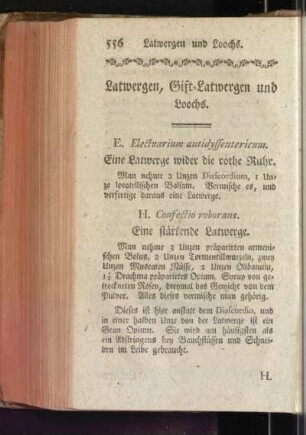 556 Latwergen und Loochs.
Latwergen, Gift-Latwergen und
Loochs.
E. Electuarium antidyssentericum.
Eine Latwerge wider die rothe Ruhr.
Man nehme 2 Unzen Diascordium, 1 Un-
ze locatellischen Balsam. Vermische es, und
verfertige daraus eine Latwerge.
H. Confectio roborans.
Eine stärkende Latwerge.
Man nehme 3 Unzen präparirten armeni-
schen Bolus, 2 Unzen Tormentillwurzeln, zwey
Unzen Muscaten Nüsse, 2 Unzen Olibanum,
1½ Drachma präparirtes Opium. Syrup von ge-
trockneten Rosen, dreymal das Gewicht von dem
Pulver. Alles dieses vermische man gehörig.
Dieses ist hier anstatt dem Diascordio, und
in einer halben Unze von der Latwerge ist ein
Gran Opium. Sie wird am häufigsten als
ein Adstringens bey Bauchflüssen und Schnei-
den im Leibe gebraucht.
H.